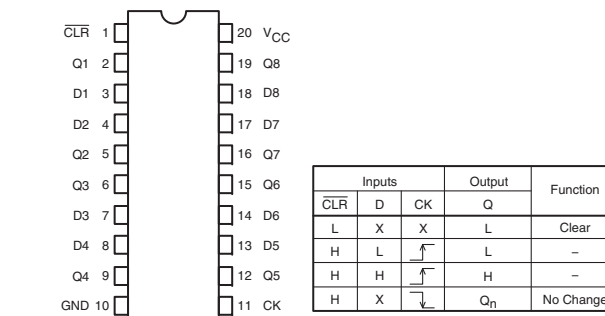 CLR 1 20 VCC
Q1 2 19 Q8
D1 3 18 D8
D2 4 17 D7
Q2 5 16 Q7
Q3 6 15 Q6
D3 7 14 D6
D4 8 13 D5
Q4 9 12 Q5
GND 10 11 CK
Inputs Output Function
CLR D CK Q
L X X L Clear
H L L –
H H H –
H X Qn No Change